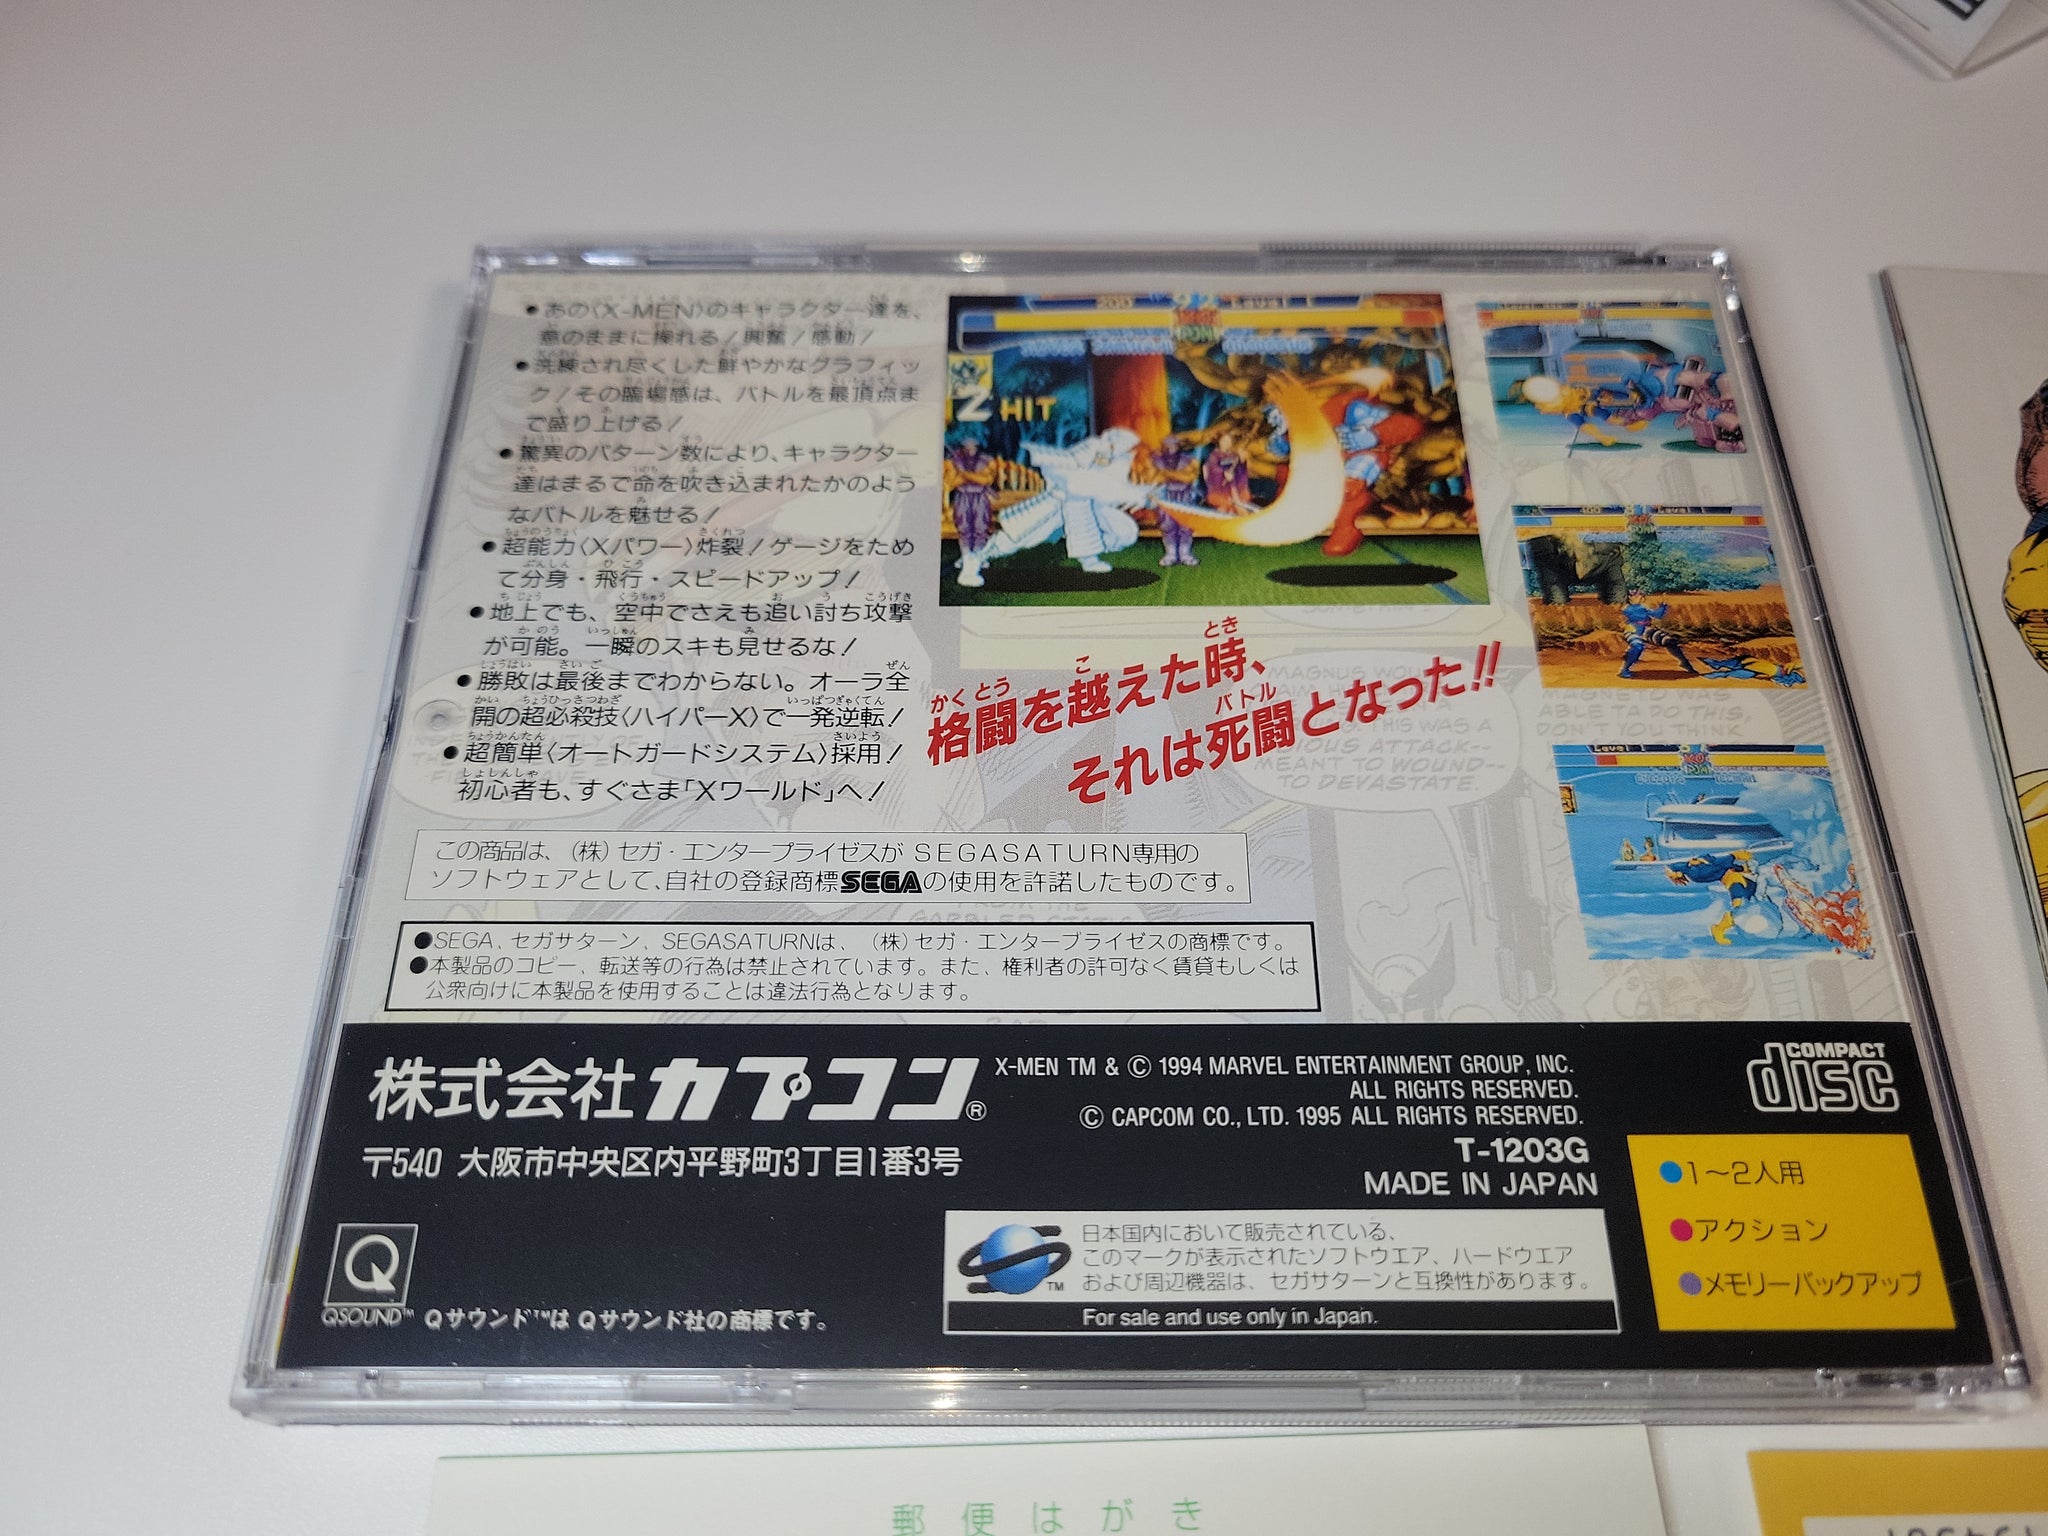 ●あの〈X-MEN〉のキャラクター達を、
意のままに操れる!興奮!感動!
●洗練され尽くした鮮やかなグラフィッ
ク!その臨場感は、バトルを最頂点ま
で盛り上げる!
●驚異のパターン数により、キャラクター
達はまるで命を吹き込まれたかのよう
なバトルを魅せる!
●超能力〈Xパワー〉炸裂!ゲージをため
て分身・飛行・スピードアップ!
●地上でも、空中でさえも追い討ち攻撃
が可能。一瞬のスキも見せるな!
●勝敗は最後までわからない。オーラ全
開の超必殺技〈ハイパーX〉で一発逆転!
●超簡単〈オートガードシステム〉採用!
初心者も、すぐさま「Xワールド」へ!
2 HIT
格闘を越えた時、
それは死闘となった!!
MAGNETO WAS
ABLE TA DO THIS,
DON'T YOU THINK
THIS WAS A
ATTACK--
MEANT TO WOUND--
TO DEVASTATE.
Level 1
この商品は、(株)セガ・エンタープライゼスが SEGASATURN専用の
ソフトウェアとして、自社の登録商標SEGAの使用を許諾したものです。
●SEGA、セガサターン、SEGASATURNは、(株)セガ・エンタープライゼスの商標です。
●本製品のコピー、転送等の行為は禁止されています。また、権利者の許可なく賃貸もしくは
公衆向けに本製品を使用することは違法行為となります。
株式会社カプコン®
〒540 大阪市中央区内平野町3丁目1番3号
X-MEN TM & © 1994 MARVEL ENTERTAINMENT GROUP, INC.
ALL RIGHTS RESERVED.
© CAPCOM CO., LTD. 1995 ALL RIGHTS RESERVED.
T-1203G
MADE IN JAPAN
COMPACT
disc
●1〜2人用
●アクション
●メモリーバックアップ
Q
QSOUND™ Qサウンド™は Qサウンド社の商標です。
日本国内において販売されている、
このマークが表示されたソフトウエア、ハードウエア
および周辺機器は、セガサターンと互換性があります。
TM
For sale and use only in Japan.
郵便はがき